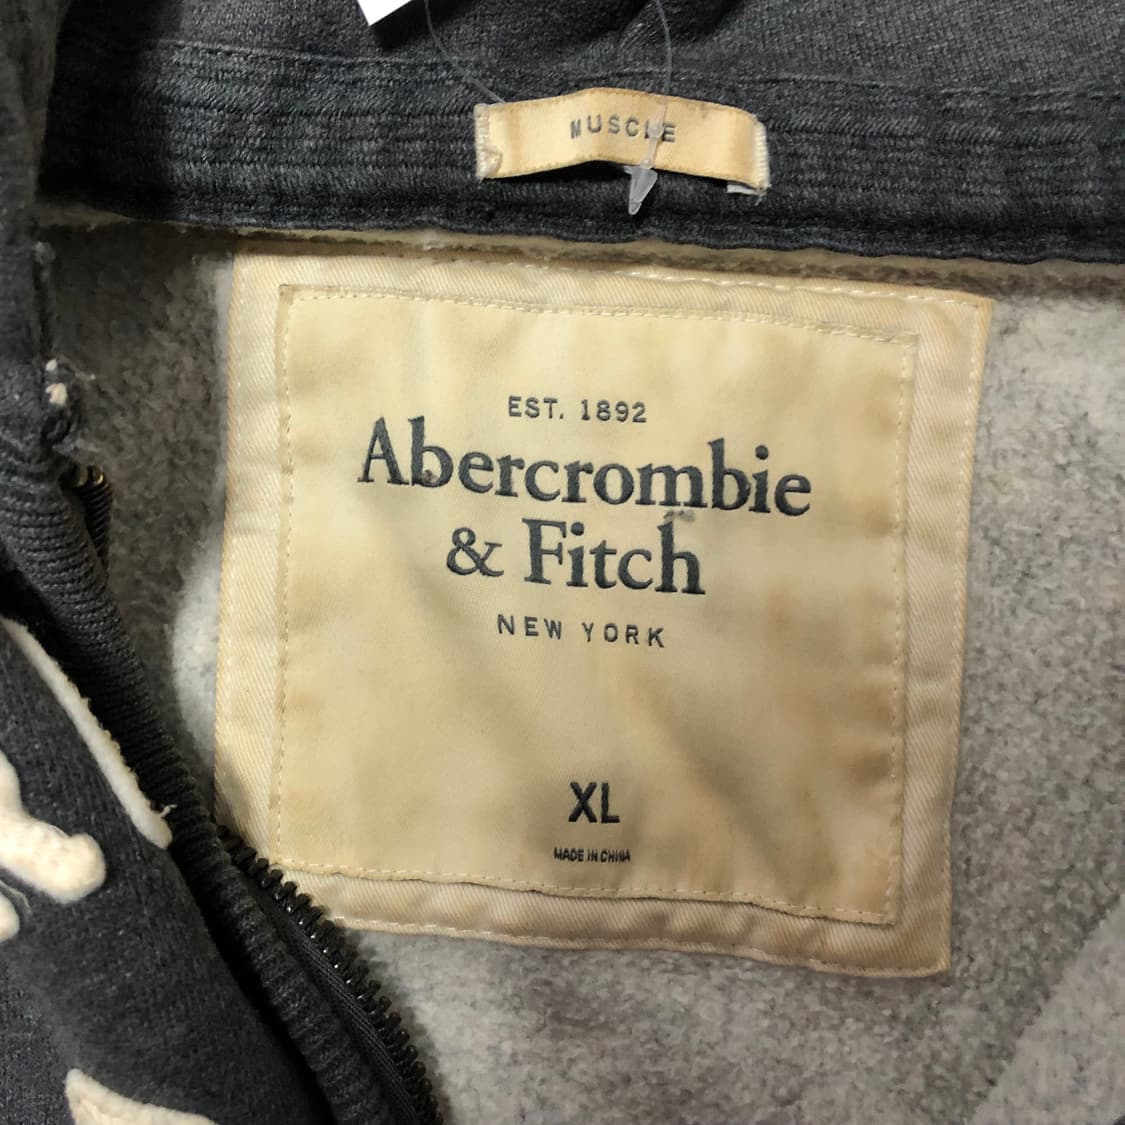 MUSCLE
EST. 1892
Abercrombie
& Fitch
NEW YORK
XL
MADE IN CHINA